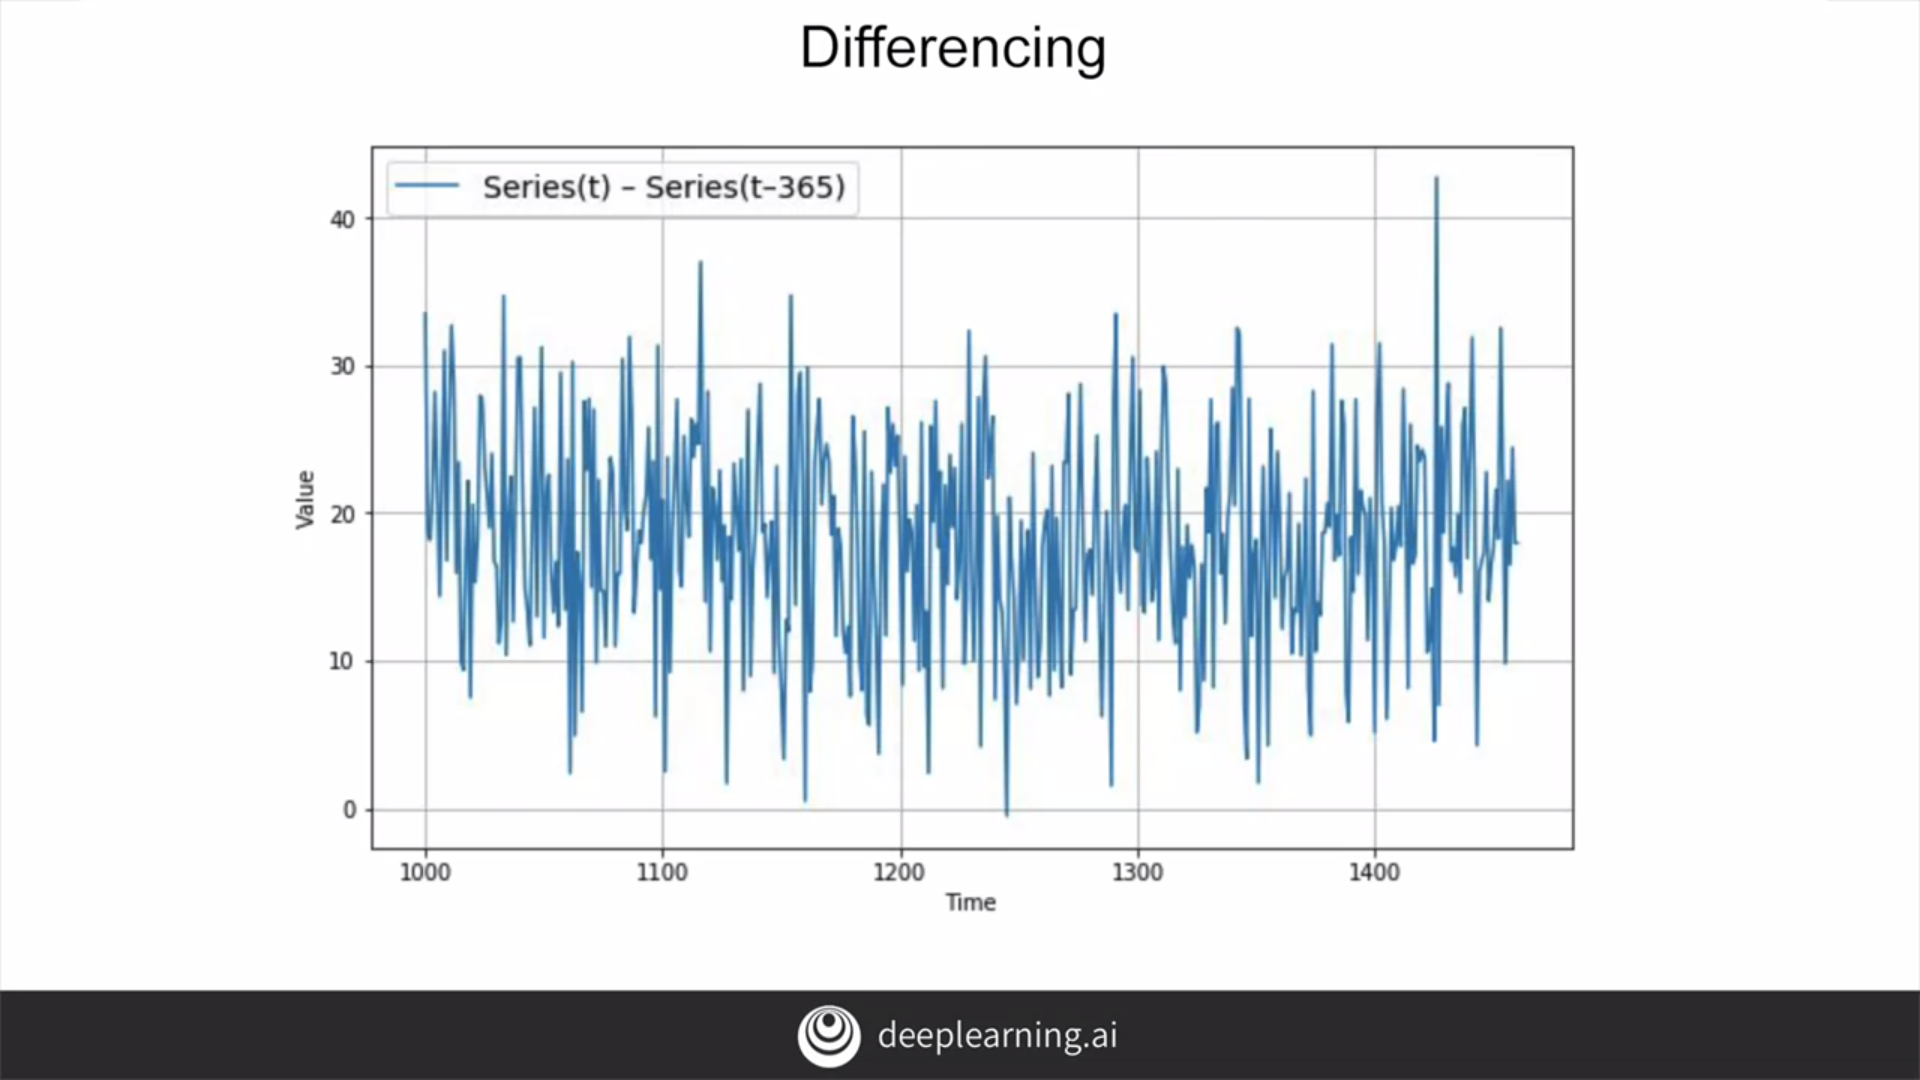 Differencing
Series(t) – Series(t–365)
40
30
20
10
0
Value
1000 1100 1200 1300 1400
Time
deeplearning.ai